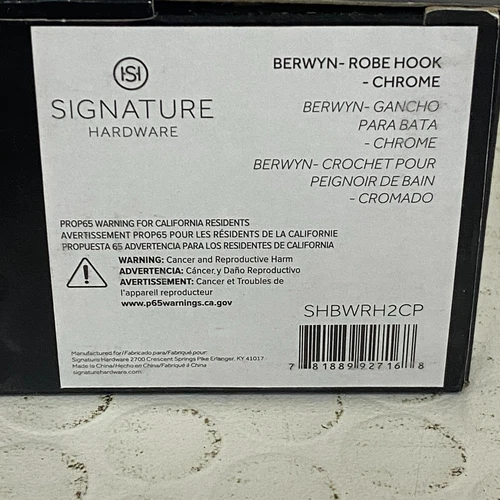 ISI
SIGNATURE
HARDWARE
BERWYN- ROBE HOOK
- CHROME
BERWYN- GANCHO
PARA BATA
- CHROME
BERWYN- CROCHET POUR
PEIGNOIR DE BAIN
- CROMADO
PROP65 WARNING FOR CALIFORNIA RESIDENTS
AVERTISSEMENT PROP65 POUR LES RÉSIDENTS DE LA CALIFORNIE
PROPUESTA 65 ADVERTENCIA PARA LOS RESIDENTES DE CALIFORNIA
WARNING: Cancer and Reproductive Harm
ADVERTENCIA: Cáncer y Daño Reproductivo
AVERTISSEMENT: Cancer et Troubles de
l'appareil reproducteur
www.p65warnings.ca.gov
SHBWRH2CP
7 81889 92716 8
Manufactured for/Fabricado para/Fabriqué pour:
Signature Hardware 2700 Crescent Springs Pike Erlanger, KY 41017
Made in China/Hecho en China/Fabriqué à China
signaturehardware.com